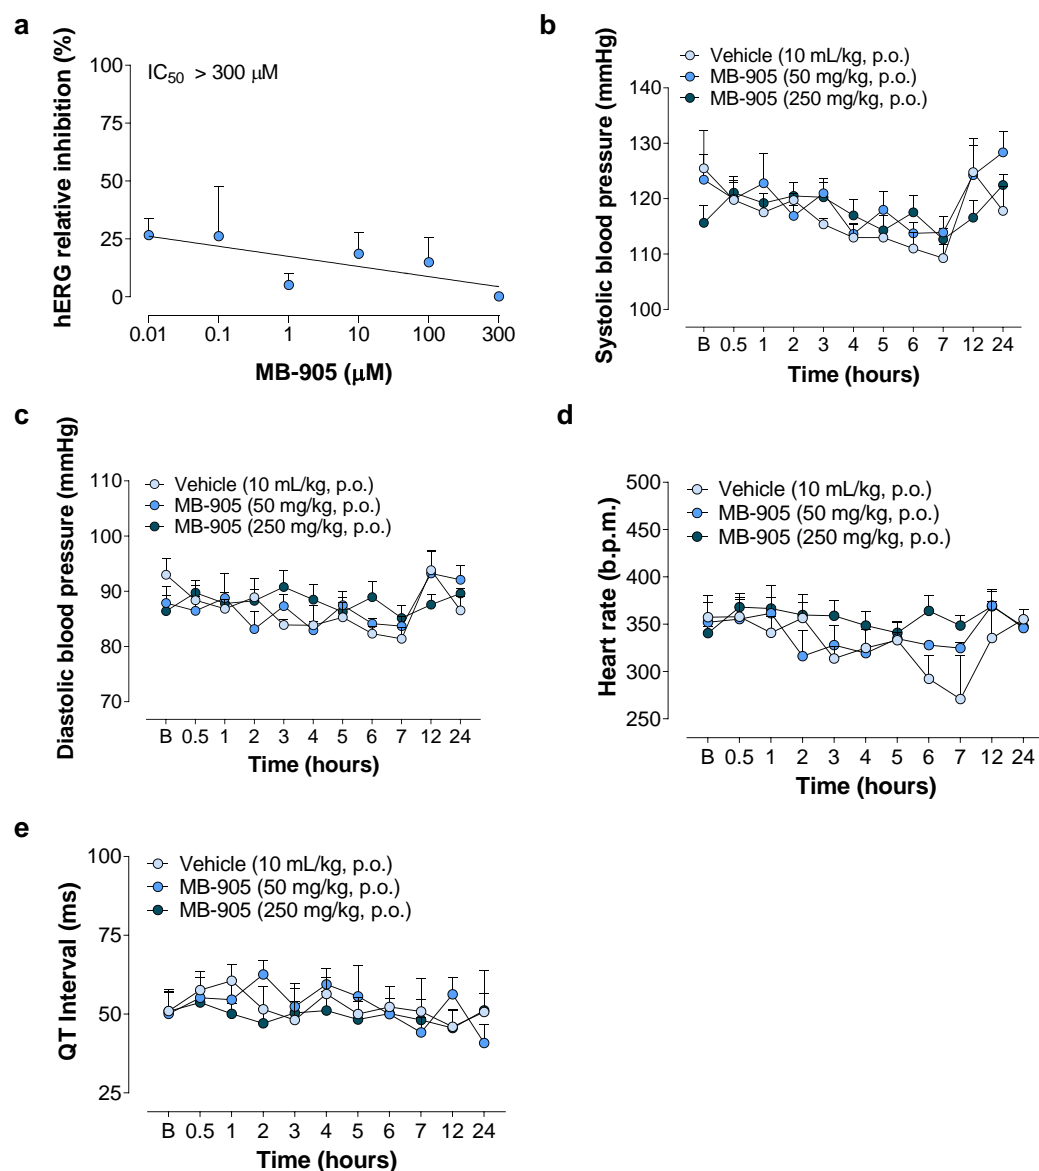 a
hERG relative inhibition (%)
IC50 > 300 μM
100
75
50
25
0
0.01 0.1 1 10 100 300
MB-905 (μM)
b
Systolic blood pressure (mmHg)
Vehicle (10 mL/kg, p.o.)
MB-905 (50 mg/kg, p.o.)
MB-905 (250 mg/kg, p.o.)
140
130
120
110
100
B 0.5 1 2 3 4 5 6 7 12 24
Time (hours)
c
Diastolic blood pressure (mmHg)
Vehicle (10 mL/kg, p.o.)
MB-905 (50 mg/kg, p.o.)
MB-905 (250 mg/kg, p.o.)
110
100
90
80
70
B 0.5 1 2 3 4 5 6 7 12 24
Time (hours)
d
Heart rate (b.p.m.)
Vehicle (10 mL/kg, p.o.)
MB-905 (50 mg/kg, p.o.)
MB-905 (250 mg/kg, p.o.)
500
450
400
350
300
250
B 0.5 1 2 3 4 5 6 7 12 24
Time (hours)
e
QT Interval (ms)
Vehicle (10 mL/kg, p.o.)
MB-905 (50 mg/kg, p.o.)
MB-905 (250 mg/kg, p.o.)
100
75
50
25
B 0.5 1 2 3 4 5 6 7 12 24
Time (hours)